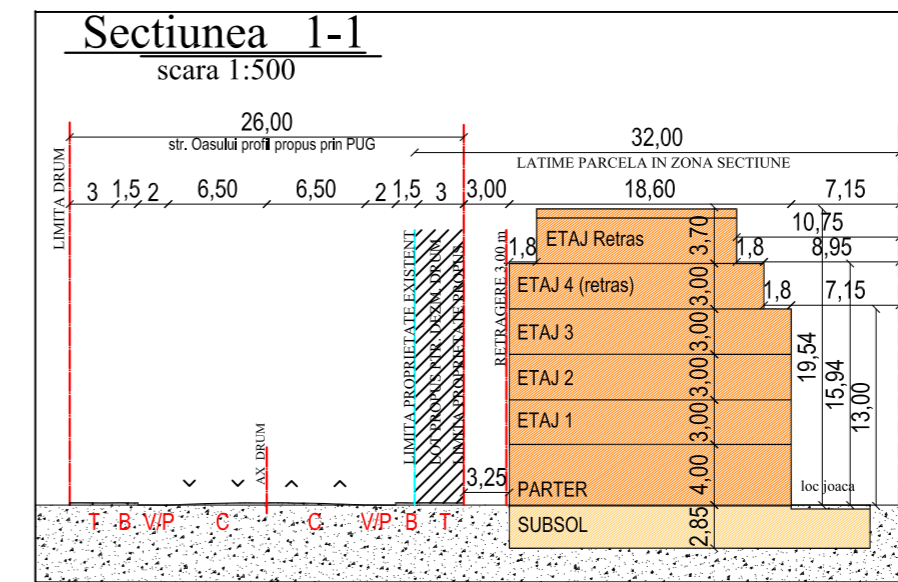 Sectiunea 1-1
scara 1:500
26,00
str. Oasului profil propus prin PUG
32,00
LATIME PARCELA IN ZONA SECTIUNE
LIMITA DRUM
3 1,5 2 6,50 6,50 2 1,5 3 3,00 18,60 7,15
10,75
1,8 ETAJ Retras 3,70 1,8 8,95
ETAJ 4 (retras) 3,00 1,8 7,15
ETAJ 3 3,00
ETAJ 2 3,00
ETAJ 1 3,00
19,54
15,94
13,00
LIMITA PROPRIETATE EXISTENT
LOT PROPUS PTR. DEZM. DRUM
LIMITA PROPRIETATE PROPUS
RETRAGERE 3,00 m
AX DRUM
3,25 PARTER 4,00 loc joaca
T B V/P C C V/P B T
SUBSOL 2,85